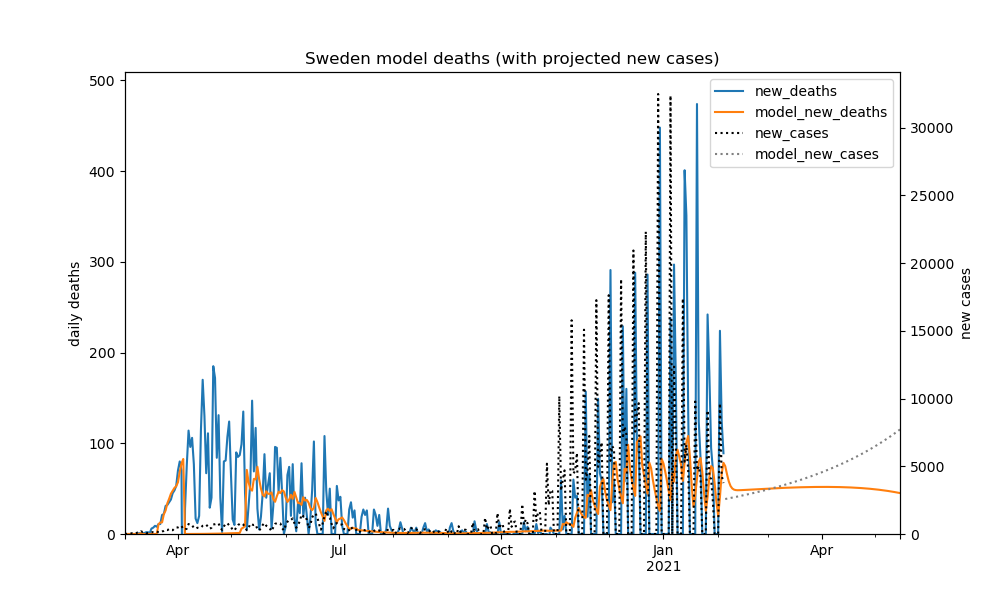 Sweden model deaths (with projected new cases)
500
400
300
200
100
0
daily deaths
new_deaths
model_new_deaths
new_cases
model_new_cases
30000
25000
20000
15000
10000
5000
0
new cases
Apr
Jul
Oct
Jan
2021
Apr